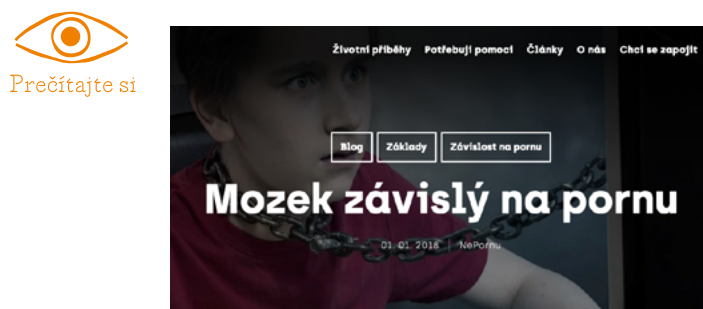 Prečítajte si
Životní příběhy Potřebuji pomoci Články O nás Chci se zapojit
Blog Základy Závislost na pornu
Mozek závislý na pornu
01. 01. 2018 | NePornu